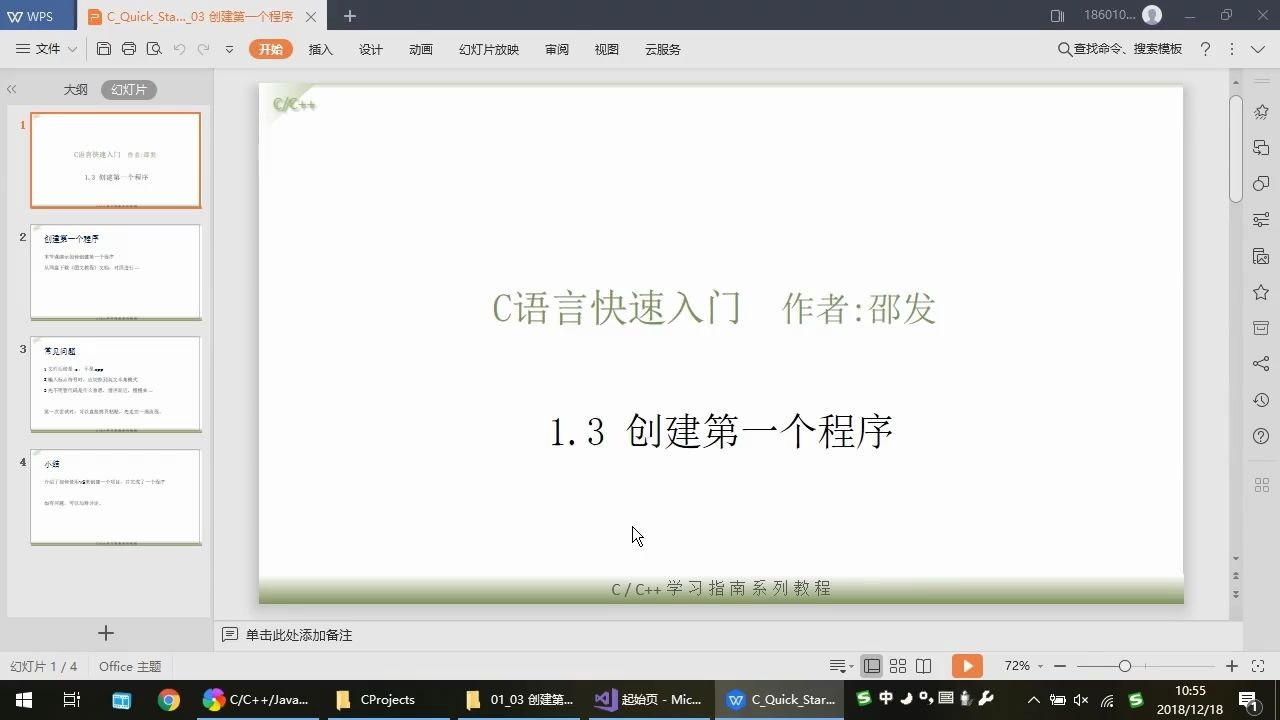 WPS
C_Quick_Sta..._03 创建第一个程序
186010...
文件
开始 插入 设计 动画 幻灯片放映 审阅 视图 云服务
查找命令、搜索模板
大纲 幻灯片
1
C语言快速入门 作者:邵发
1.3 创建第一个程序
2
创建第一个程序
3
常见问题
4
小结
C/C++
C语言快速入门 作者:邵发
1.3 创建第一个程序
C/C++学习指南系列教程
单击此处添加备注
幻灯片 1 / 4 Office 主题
72%
C/C++/Java...
CProjects
01_03 创建第...
起始页 - Mic...
C_Quick_Star...
中
10:55
2018/12/18
1